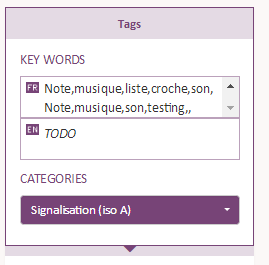 Tags
KEY WORDS
FR Note,musique,liste,croche,son,
Note,musique,son,testing,,
EN TODO
CATEGORIES
Signalisation (iso A)